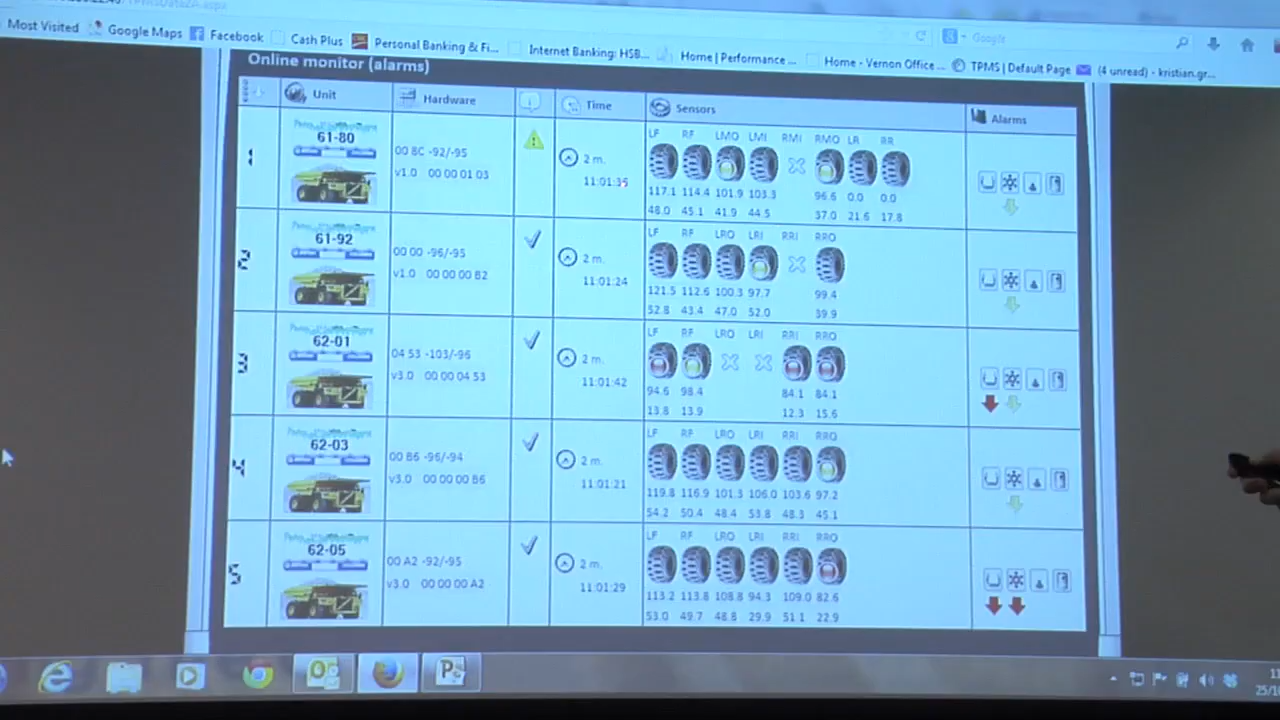 Most Visited Google Maps Facebook Cash Plus Personal Banking & Fi... Internet Banking: HSB... Home | Performance ... Home - Vernon Office ... TPMS | Default Page (4 unread) - kristian.gr...
Google
Online monitor (alarms)
Unit Hardware Time Sensors Alarms
1
61-80
00 8C -92/-95
v1.0 00 00 01 03
2 m.
11:01:35
LF RF LMO LMI RMI RMO LR RR
117.1 114.4 101.9 103.3 96.6 0.0 0.0
48.0 45.1 41.9 44.5 37.0 21.6 17.8
2
61-92
00 00 -96/-95
v1.0 00 00 00 B2
2 m.
11:01:24
LF RF LRO LRI RRI RRO
121.5 112.6 100.3 97.7 99.4
52.8 43.4 47.0 52.0 39.9
3
62-01
04 53 -103/-96
v3.0 00 00 04 53
2 m.
11:01:42
LF RF LRO LRI RRI RRO
94.6 98.4 84.1 84.1
13.8 13.9 12.3 15.6
4
62-03
00 B6 -96/-94
v3.0 00 00 00 B6
2 m.
11:01:21
LF RF LRO LRI RRI RRO
119.8 116.9 101.3 106.0 103.6 97.2
54.2 50.4 48.4 53.8 48.3 45.1
5
62-05
00 A2 -92/-95
v3.0 00 00 00 A2
2 m.
11:01:29
LF RF LRO LRI RRI RRO
113.2 113.8 108.8 94.3 109.0 82.6
53.0 49.7 48.8 29.9 51.1 22.9